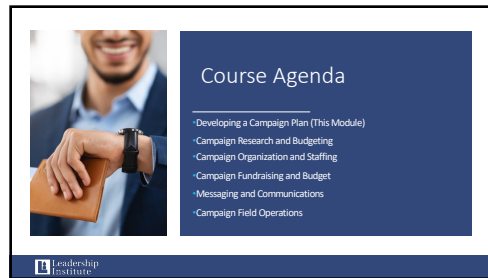 Course Agenda
•Developing a Campaign Plan (This Module)
•Campaign Research and Budgeting
•Campaign Organization and Staffing
•Campaign Fundraising and Budget
•Messaging and Communications
•Campaign Field Operations
Leadership
Institute